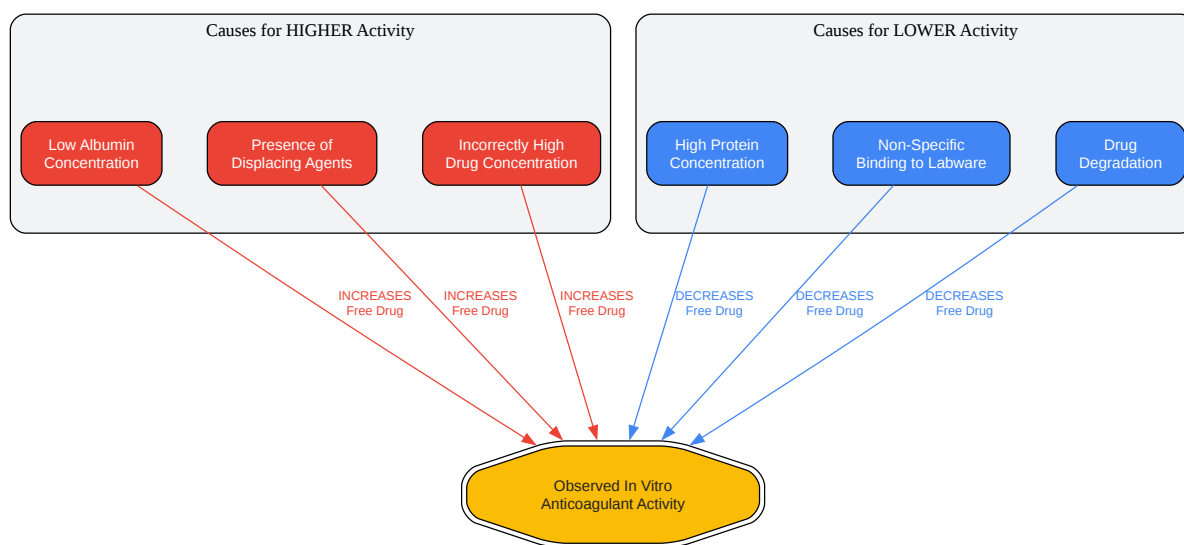 Causes for HIGHER Activity
Causes for LOWER Activity
Low Albumin
Concentration
Presence of
Displacing Agents
Incorrectly High
Drug Concentration
High Protein
Concentration
Non-Specific
Binding to Labware
Drug
Degradation
INCREASES
Free Drug
INCREASES
Free Drug
INCREASES
Free Drug
DECREASES
Free Drug
DECREASES
Free Drug
DECREASES
Free Drug
Observed In Vitro
Anticoagulant Activity